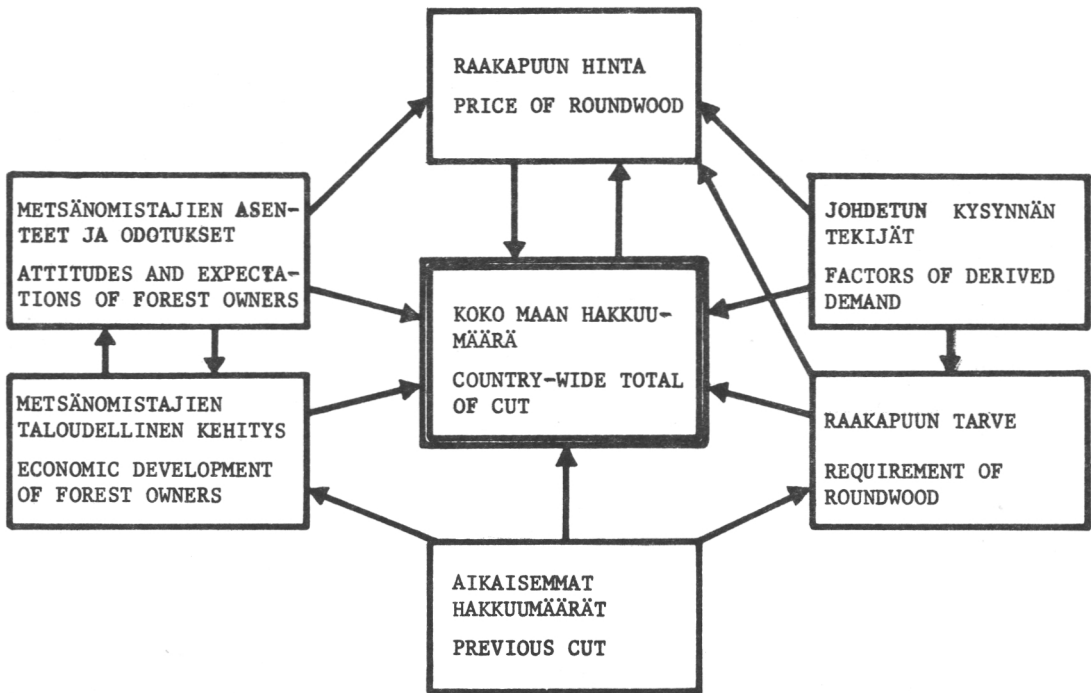 RAAKAPUUN HINTA
PRICE OF ROUNDWOOD
METSÄNOMISTAJIEN ASEN-
TEET JA ODOTUKSET
ATTITUDES AND EXPECTA-
TIONS OF FOREST OWNERS
JOHDETUN KYSYNNÄN
TEKIJÄT
FACTORS OF DERIVED
DEMAND
KOKO MAAN HAKKUU-
MÄÄRÄ
COUNTRY-WIDE TOTAL
OF CUT
METSÄNOMISTAJIEN
TALOUDELLINEN KEHITYS
ECONOMIC DEVELOPMENT
OF FOREST OWNERS
RAAKAPUUN TARVE
REQUIREMENT OF
ROUNDWOOD
AIKAISEMMAT
HAKKUUMÄÄRÄT
PREVIOUS CUT